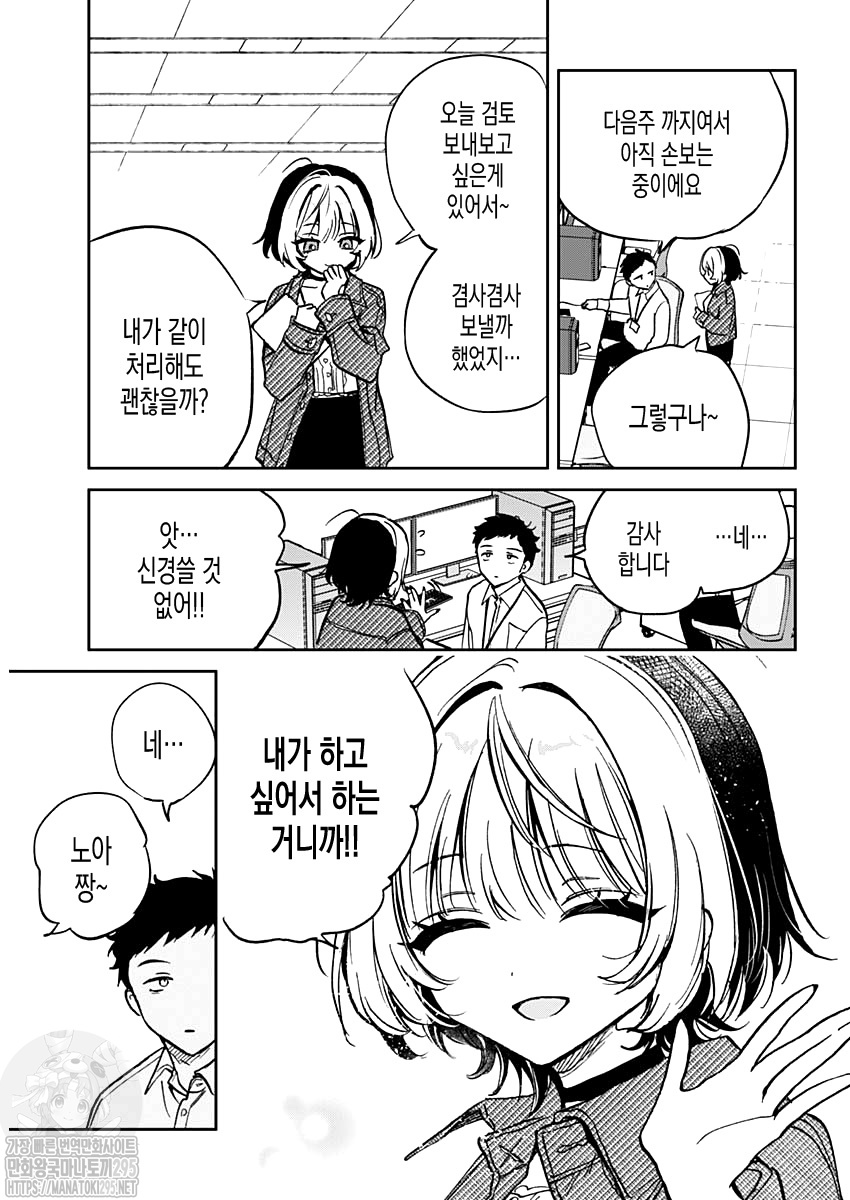 다음주 까지여서
아직 손보는
중이에요
그렇구나~
오늘 검토
보내보고
싶은게
있어서~
겸사겸사
보낼까
했었지…
내가 같이
처리해도
괜찮을까?
…네…
감사
합니다
앗…
신경쓸 것
없어!!
내가 하고
싶어서 하는
거니까!!
네…
노아
짱~
가장 빠른 번역만화사이트
만화왕국마나토끼295
HTTPS://MANATOKI295.NET